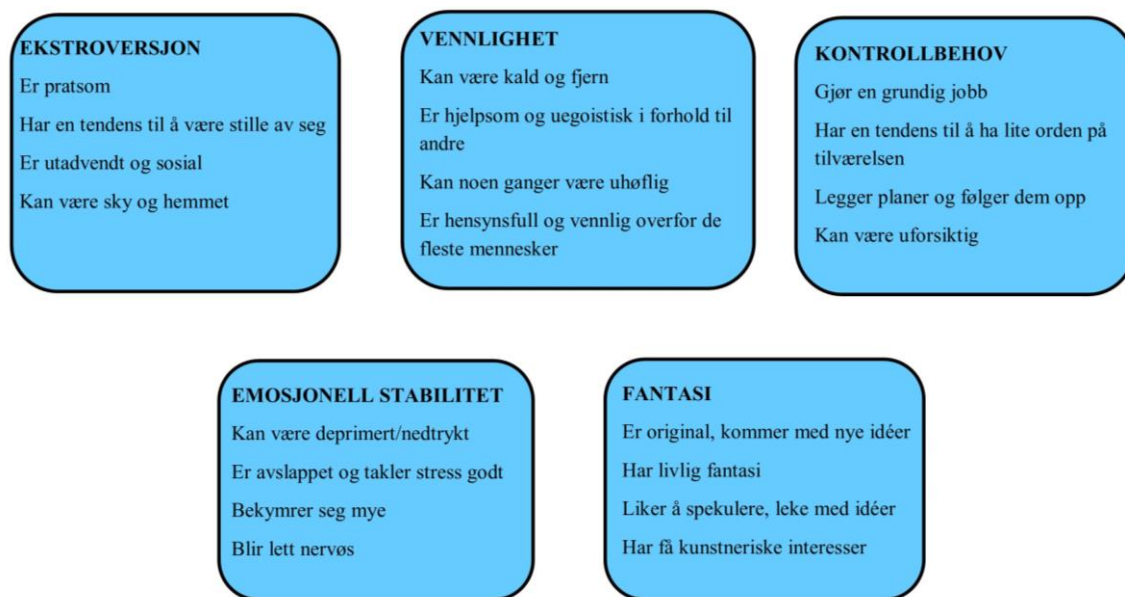 EKSTROVERSJON
Er pratsom
Har en tendens til å være stille av seg
Er utadvendt og sosial
Kan være sky og hemmet
VENNLIGHET
Kan være kald og fjern
Er hjelpsom og uegoistisk i forhold til
andre
Kan noen ganger være uhøflig
Er hensynsfull og vennlig overfor de
fleste mennesker
KONTROLLBEHOV
Gjør en grundig jobb
Har en tendens til å ha lite orden på
tilværelsen
Legger planer og følger dem opp
Kan være uforsiktig
EMOSJONELL STABILITET
Kan være deprimert/nedtrykt
Er avslappet og takler stress godt
Bekymrer seg mye
Blir lett nervøs
FANTASI
Er original, kommer med nye idéer
Har livlig fantasi
Liker å spekulere, leke med idéer
Har få kunstneriske interesser